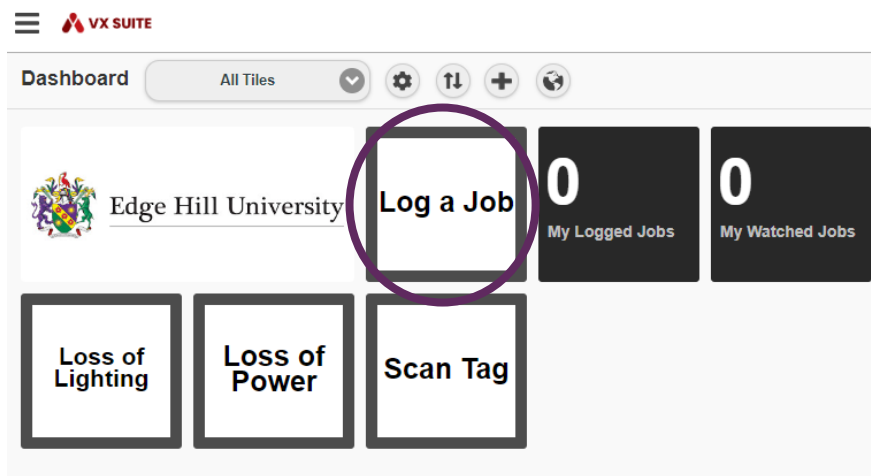 VX SUITE
Dashboard
All Tiles
Edge Hill University
Log a Job
0
My Logged Jobs
0
My Watched Jobs
Loss of
Lighting
Loss of
Power
Scan Tag